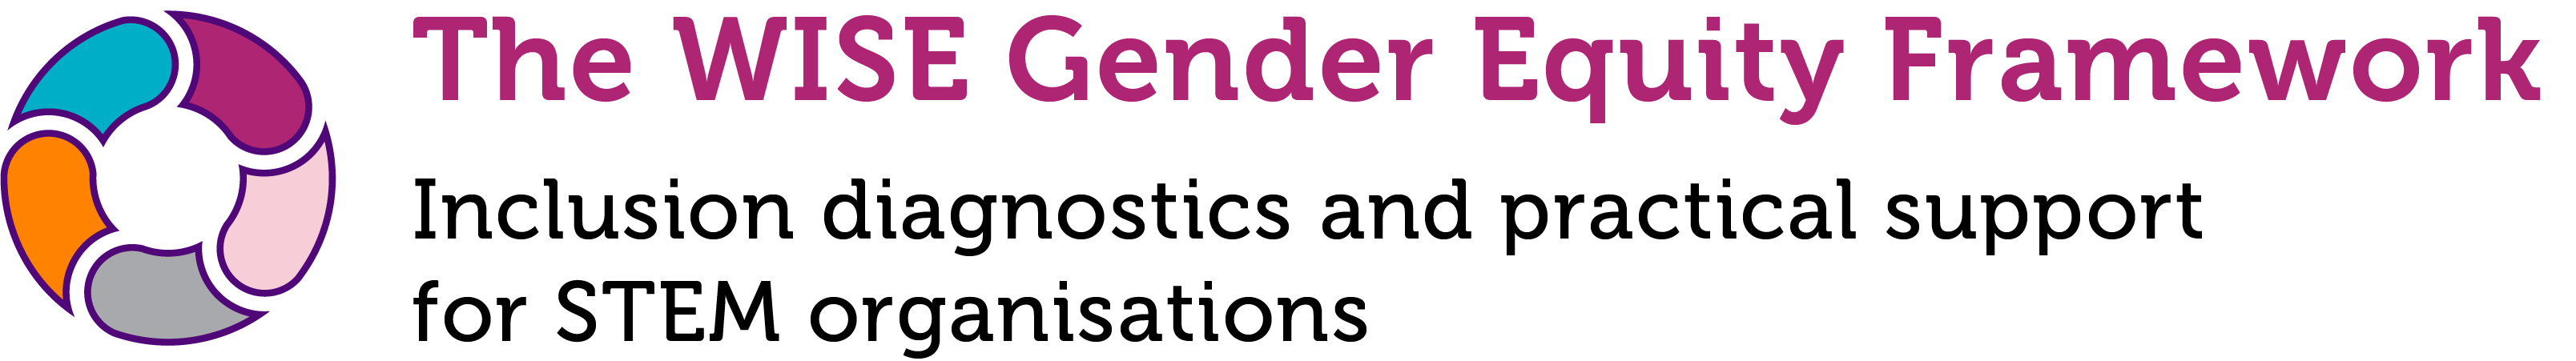 The WISE Gender Equity Framework
Inclusion diagnostics and practical support
for STEM organisations